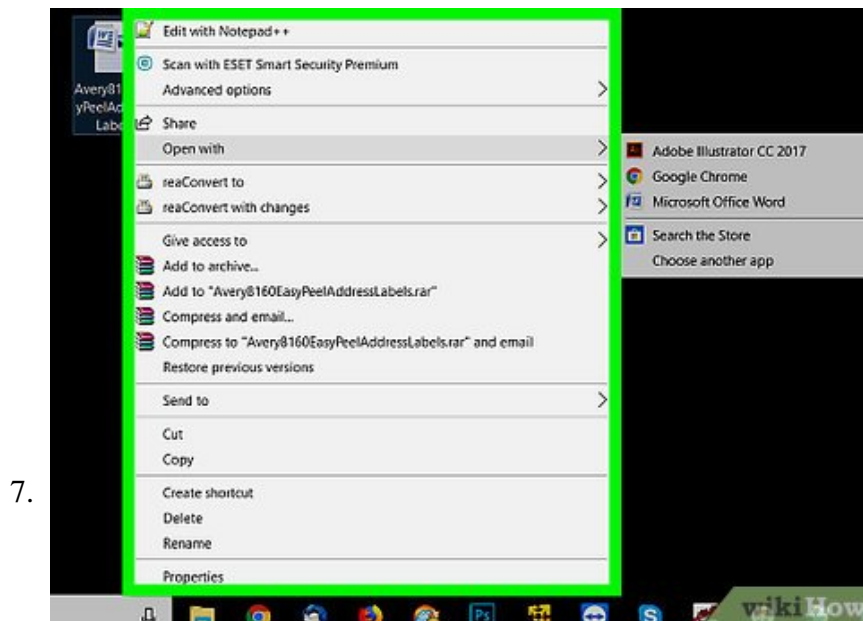 Edit with Notepad++
Scan with ESET Smart Security Premium
Advanced options
Avery81
yPeelAd
Labe
Share
Open with
Adobe Illustrator CC 2017
Google Chrome
Microsoft Office Word
Search the Store
Choose another app
reaConvert to
reaConvert with changes
Give access to
Add to archive...
Add to "Avery8160EasyPeelAddressLabels.rar"
Compress and email...
Compress to "Avery8160EasyPeelAddressLabels.rar" and email
Restore previous versions
Send to
Cut
Copy
7.
Create shortcut
Delete
Rename
Properties
Ps
S
wikiHow